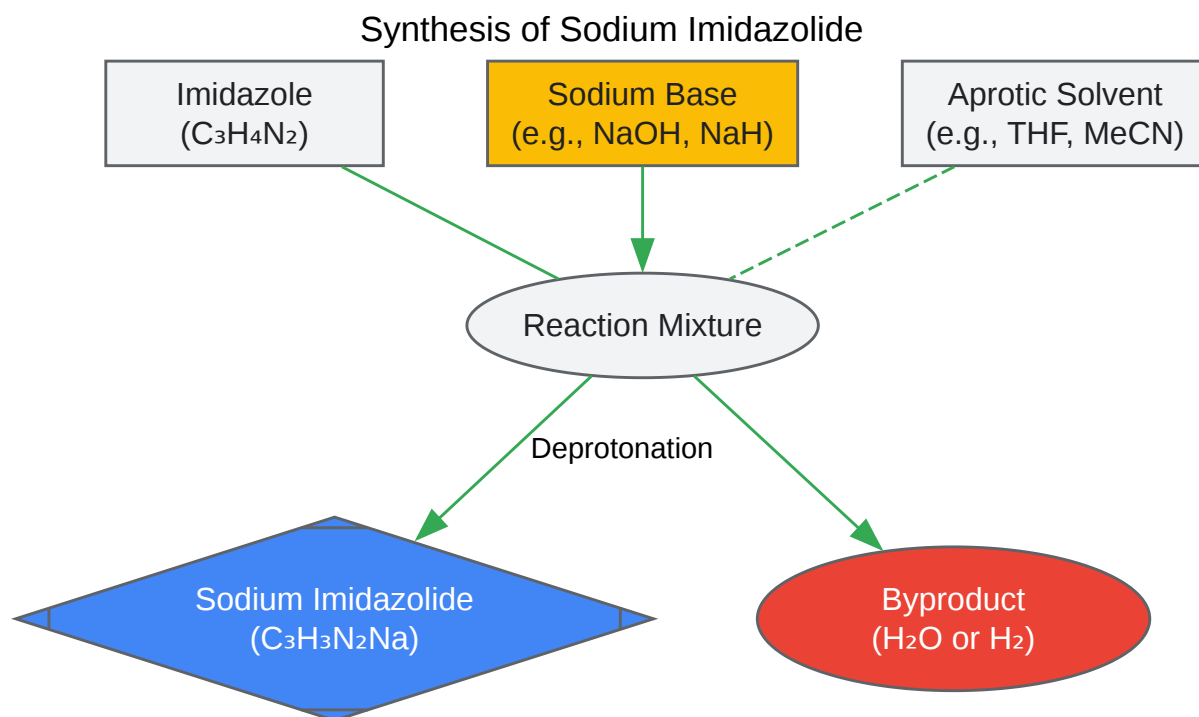 Synthesis of Sodium Imidazolide
Imidazole
(C₃H₄N₂)
Sodium Base
(e.g., NaOH, NaH)
Aprotic Solvent
(e.g., THF, MeCN)
Reaction Mixture
Deprotonation
Sodium Imidazolide
(C₃H₃N₂Na)
Byproduct
(H₂O or H₂)